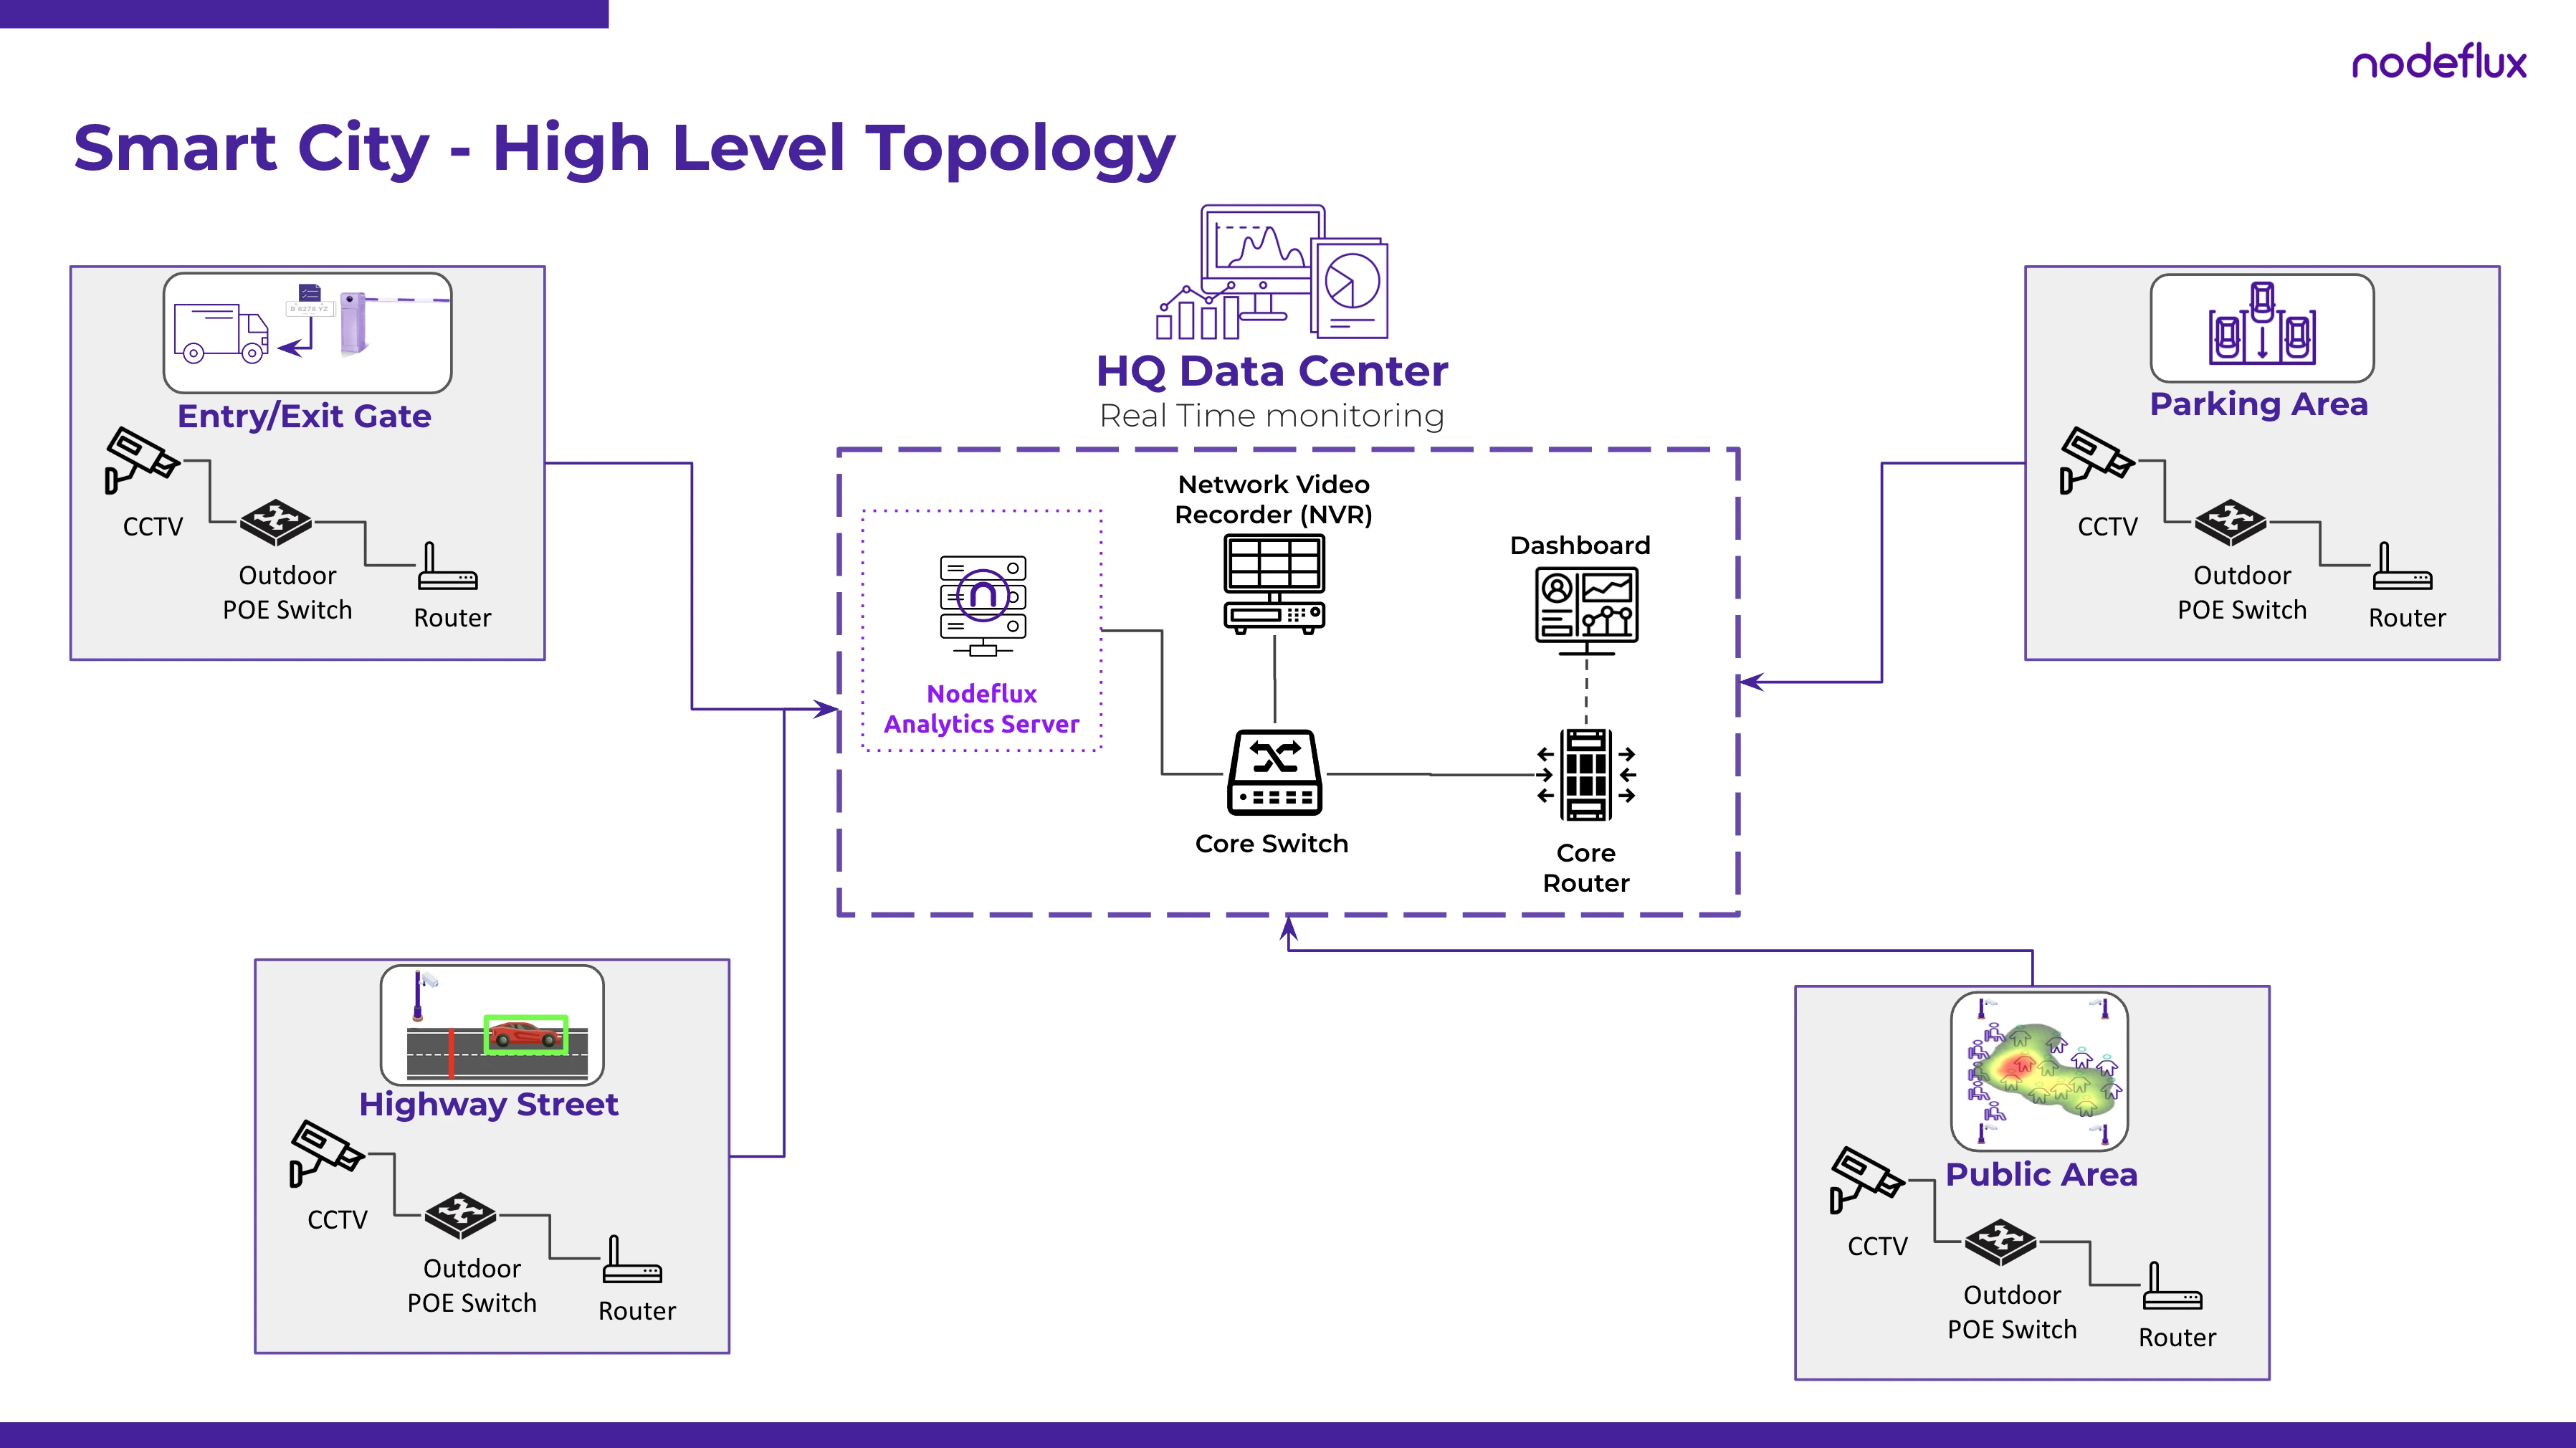 nodeflux
Smart City - High Level Topology
HQ Data Center
Real Time monitoring
B 9278 YZ
Entry/Exit Gate
CCTV
Outdoor
POE Switch
Router
Network Video
Recorder (NVR)
Dashboard
Nodeflux
Analytics Server
Core Switch
Core
Router
Parking Area
CCTV
Outdoor
POE Switch
Router
Highway Street
CCTV
Outdoor
POE Switch
Router
Public Area
CCTV
Outdoor
POE Switch
Router